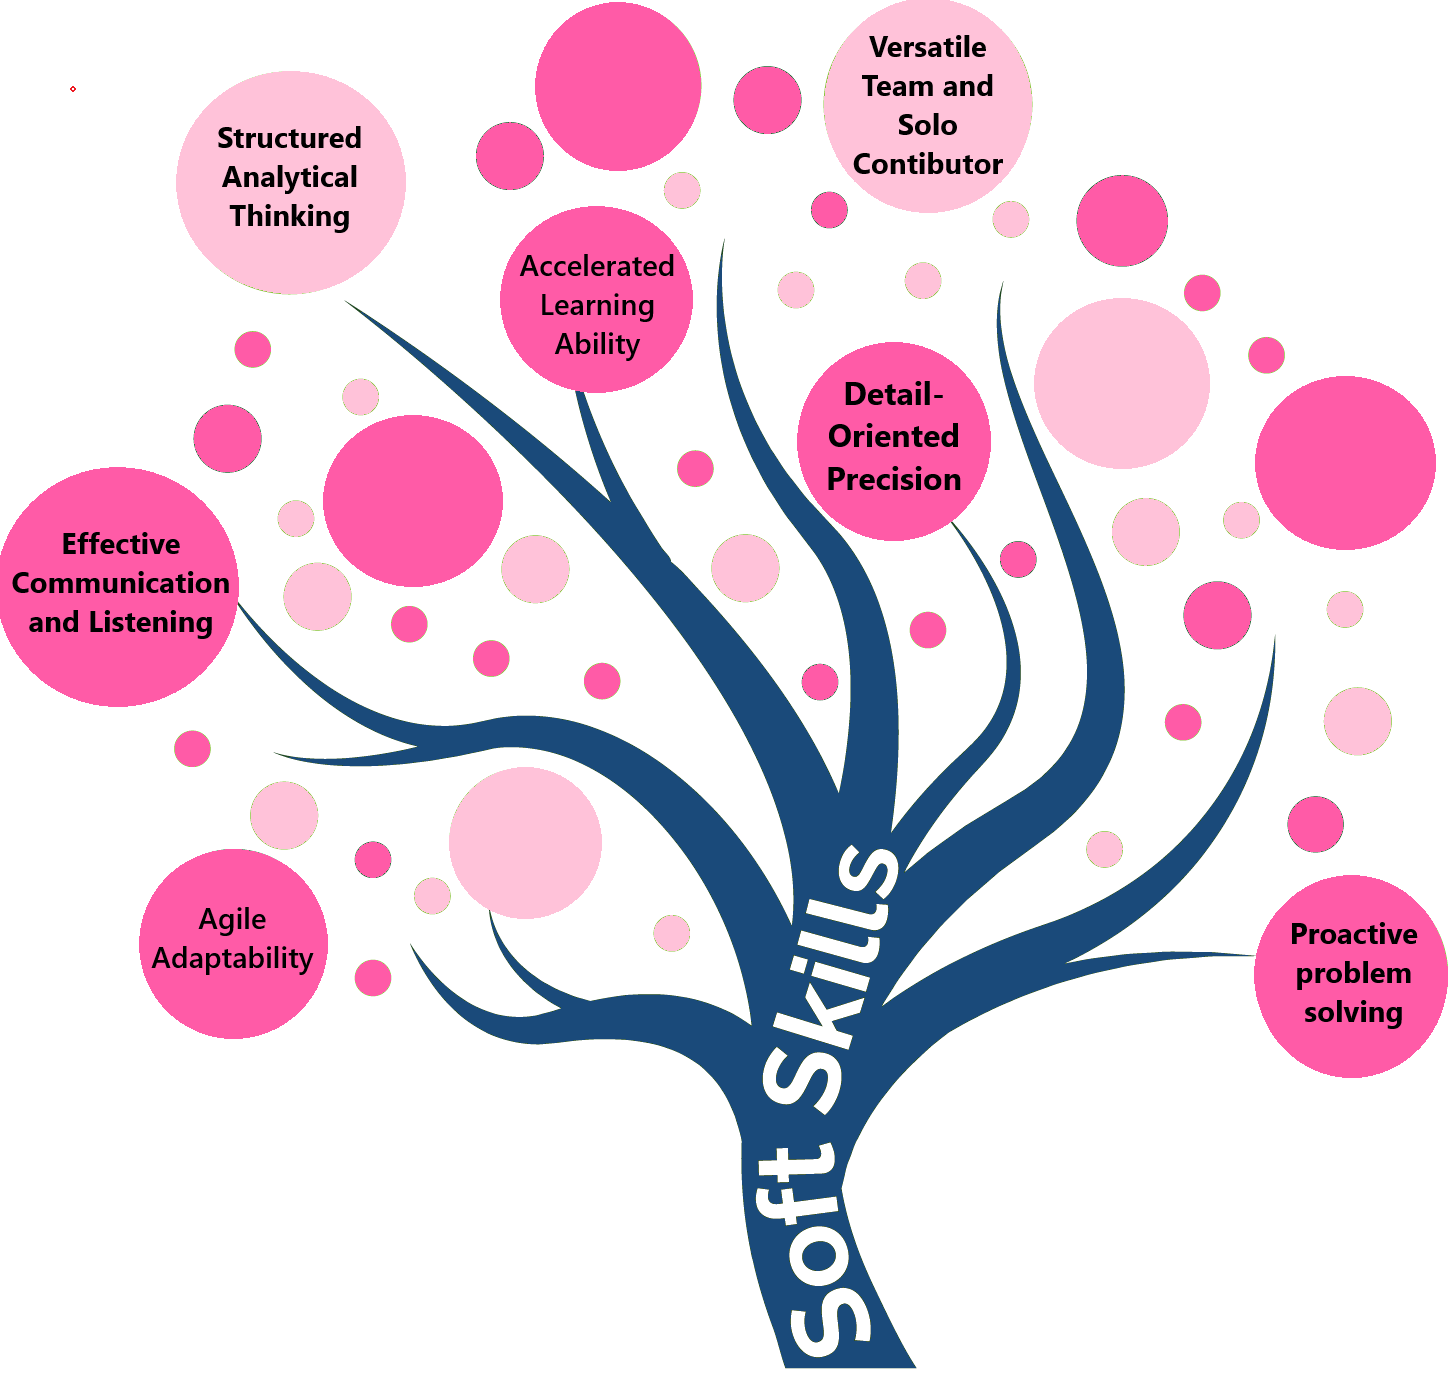 Structured
Analytical
Thinking
Versatile
Team and
Solo
Contibutor
Accelerated
Learning
Ability
Detail-
Oriented
Precision
Effective
Communication
and Listening
Agile
Adaptability
Proactive
problem
solving
Soft Skills